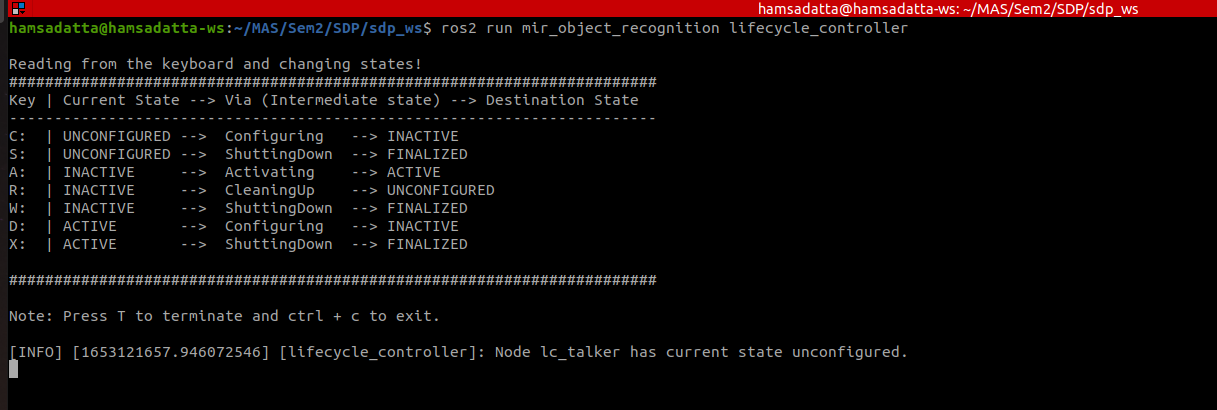 hamsadatta@hamsadatta-ws: ~/MAS/Sem2/SDP/sdp_ws
hamsadatta@hamsadatta-ws:~/MAS/Sem2/SDP/sdp_ws$ ros2 run mir_object_recognition lifecycle_controller
Reading from the keyboard and changing states!
########################################################################
Key | Current State --> Via (Intermediate state) --> Destination State
------------------------------------------------------------------------
C:  | UNCONFIGURED -->  Configuring   --> INACTIVE
S:  | UNCONFIGURED -->  ShuttingDown  --> FINALIZED
A:  | INACTIVE     -->  Activating    --> ACTIVE
R:  | INACTIVE     -->  CleaningUp    --> UNCONFIGURED
W:  | INACTIVE     -->  ShuttingDown  --> FINALIZED
D:  | ACTIVE       -->  Configuring   --> INACTIVE
X:  | ACTIVE       -->  ShuttingDown  --> FINALIZED
########################################################################
Note: Press T to terminate and ctrl + c to exit.
[INFO] [1653121657.946072546] [lifecycle_controller]: Node lc_talker has current state unconfigured.